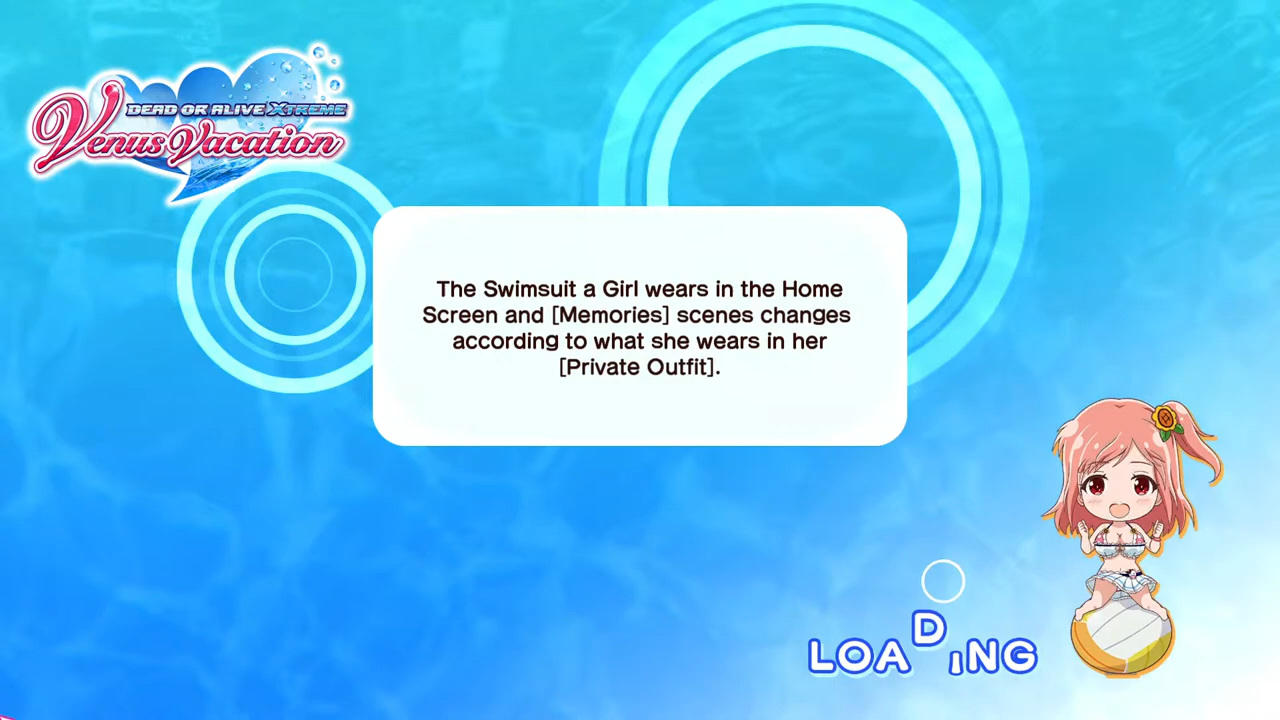 DEAD OR ALIVE XTREME
Venus Vacation
The Swimsuit a Girl wears in the Home
Screen and [Memories] scenes changes
according to what she wears in her
[Private Outfit].
LOADING